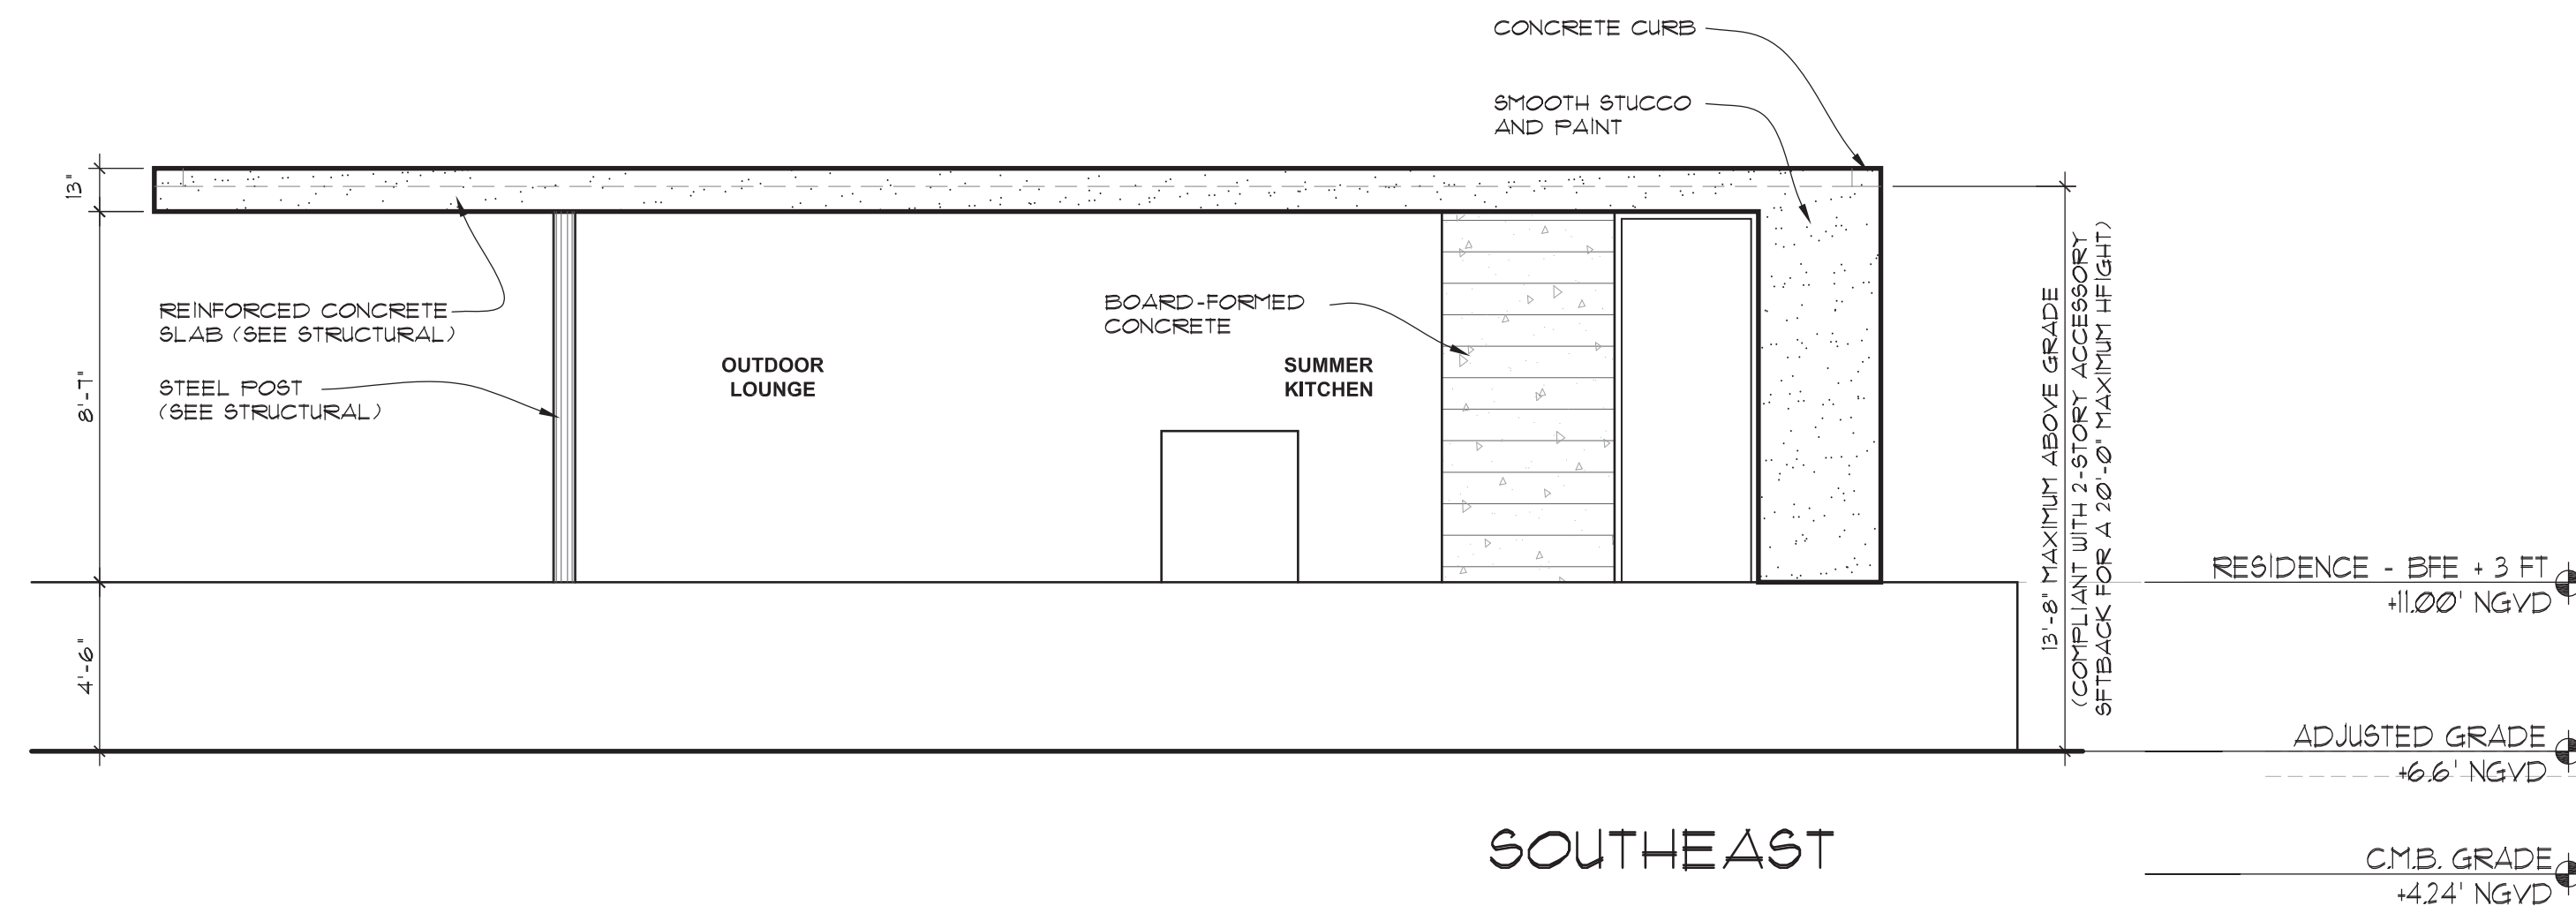 CONCRETE CURB
SMOOTH STUCCO
AND PAINT
13"
REINFORCED CONCRETE
SLAB (SEE STRUCTURAL)
STEEL POST
(SEE STRUCTURAL)
8'-7"
OUTDOOR
LOUNGE
BOARD-FORMED
CONCRETE
SUMMER
KITCHEN
13'-8" MAXIMUM ABOVE GRADE
(COMPLIANT WITH 2-STORY ACCESSORY
SFTBACK FOR A 20'-0" MAXIMUM HFIGHT)
RESIDENCE - BFE + 3 FT
+11.00' NGVD
4'-6"
ADJUSTED GRADE
+6.6' NGVD
SOUTHEAST
C.M.B. GRADE
+4.24' NGVD